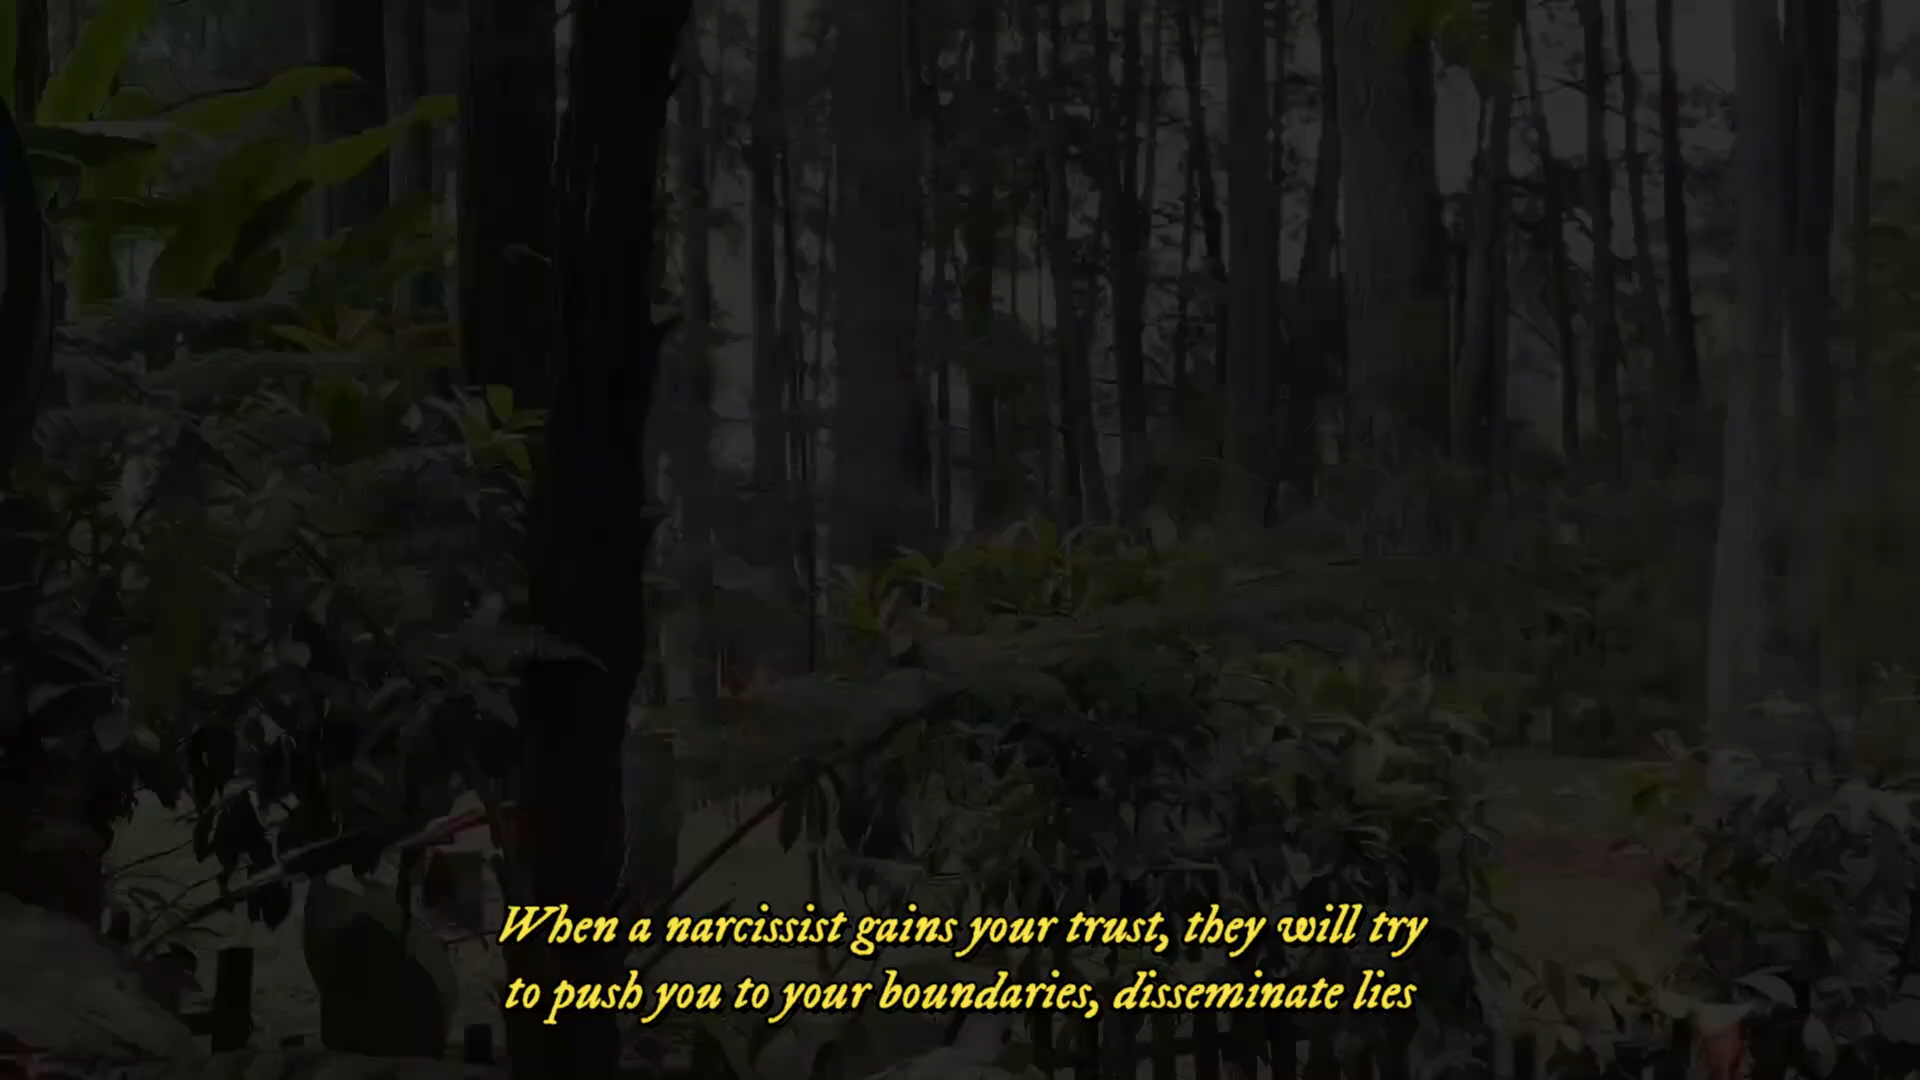 When a narcissist gains your trust, they will try
to push you to your boundaries, disseminate lies